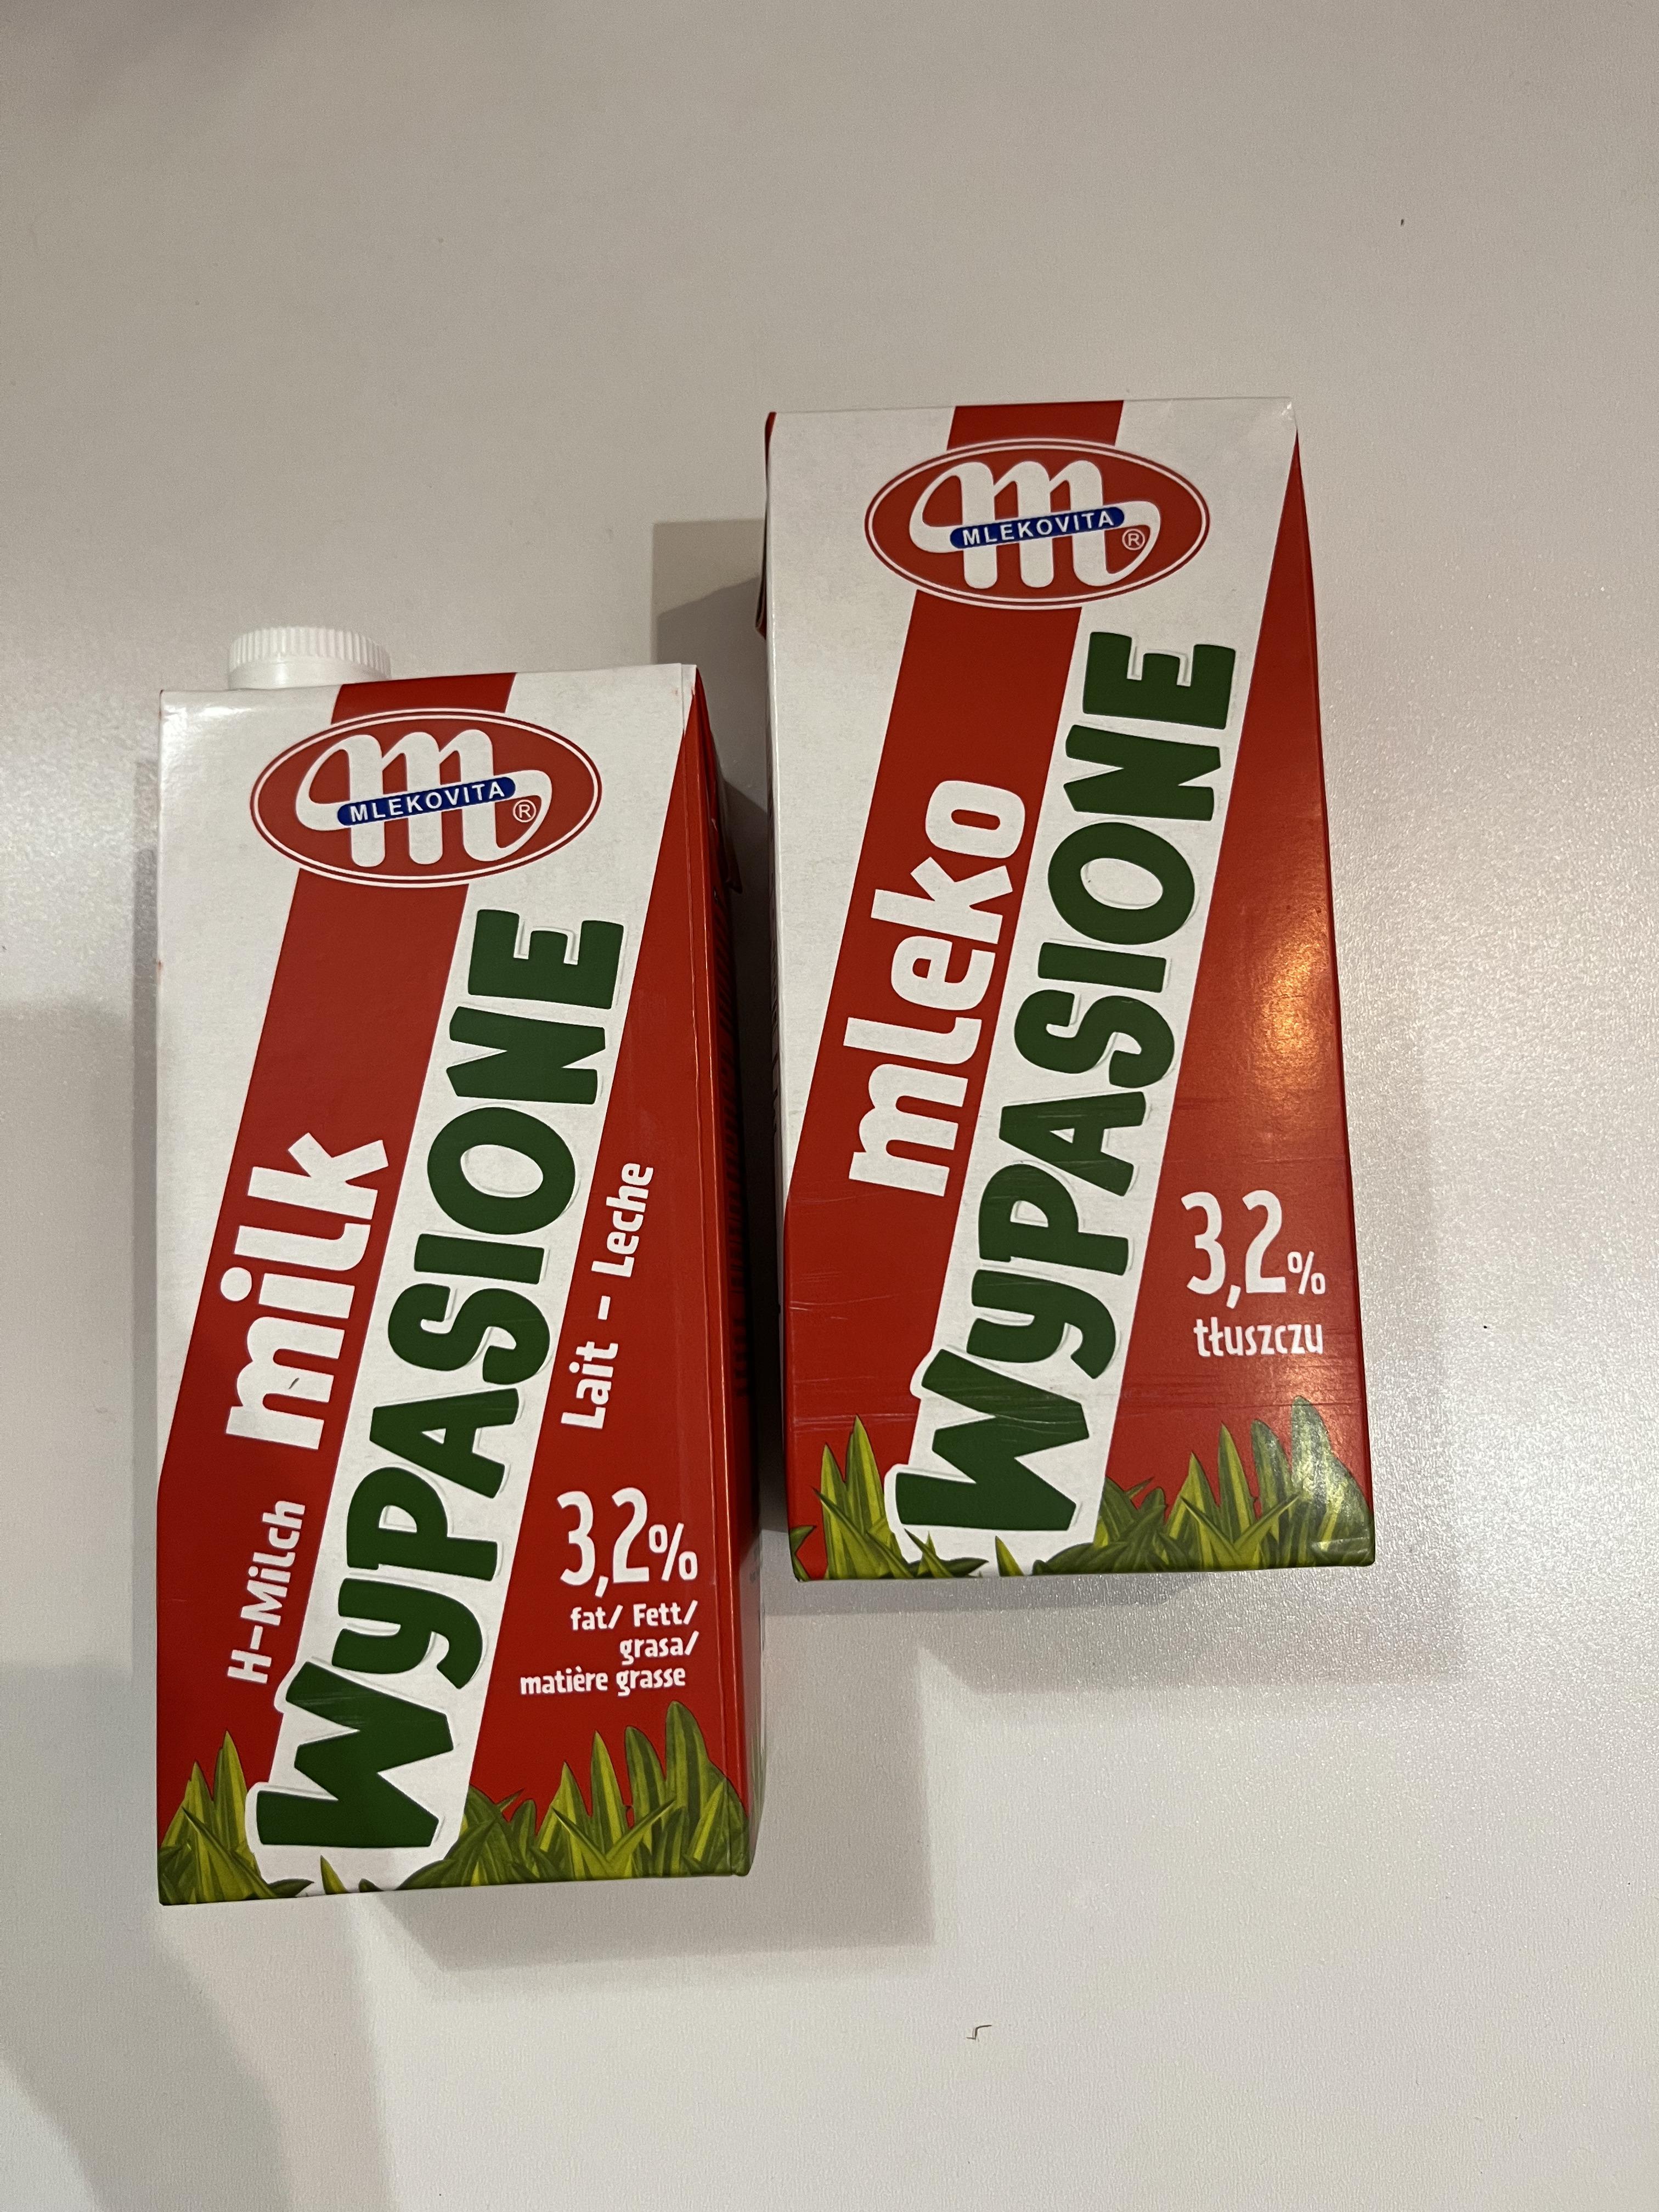 MLEKOVITA
®
milk
H-Milch
WyPASIONE
Lait - Leche
3,2%
fat/ Fett/
grasa/
matière grasse
MLEKOVITA
®
mleko
WyPASIONE
3,2%
tłuszczu